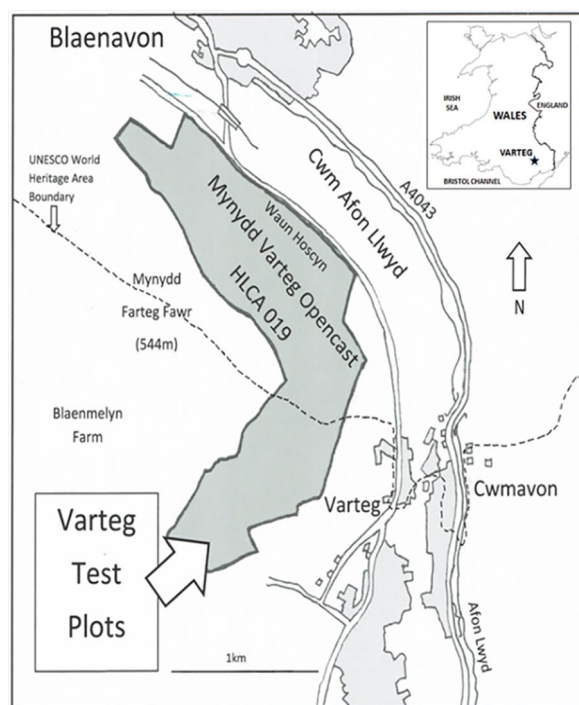 Blaenavon
IRISH
SEA
WALES
ENGLAND
VARTEG
BRISTOL CHANNEL
UNESCO World
Heritage Area
Boundary
Cwm Afon Llwyd
A4043
Waun Hoscyn
Mynydd Varteg Opencast
HLCA 019
N
Mynydd
Farteg Fawr
(544m)
Blaenmelyn
Farm
Varteg
Cwmavon
Varteg
Test
Plots
1km
Afon Lwyd